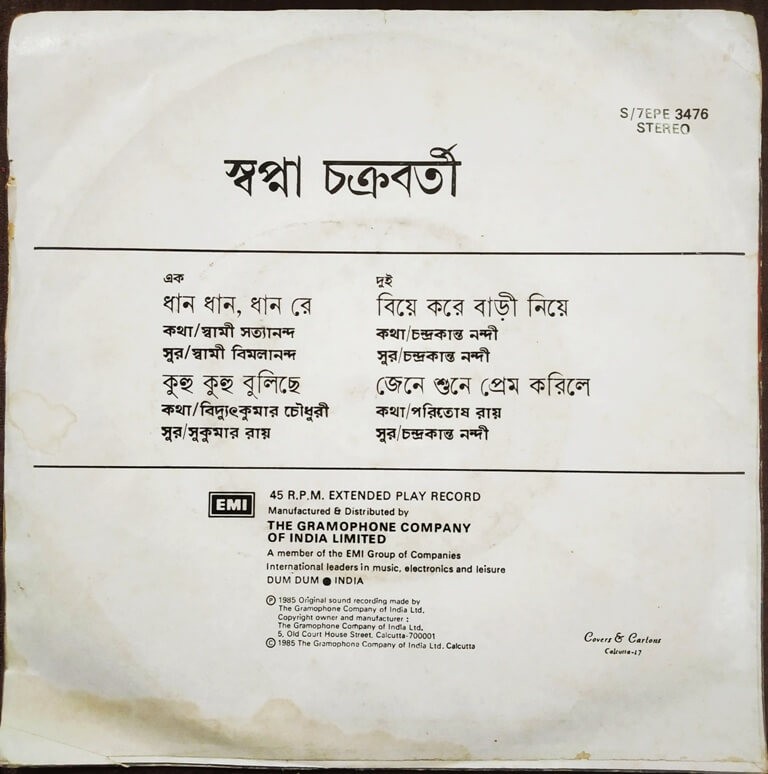 S/7EPE 3476
STEREO
স্বপ্না চক্রবর্তী
এক
ধান ধান, ধান রে
কথা/স্বামী সত্যানন্দ
সুর/স্বামী বিমলানন্দ
কুহু কুহু বুলিছে
কথা/বিদ্যুৎকুমার চৌধুরী
সুর/সুকুমার রায়
দুই
বিয়ে করে বাড়ী নিয়ে
কথা/চন্দ্রকান্ত নন্দী
সুর/চন্দ্রকান্ত নন্দী
জেনে শুনে প্রেম করিলে
কথা/পরিতোষ রায়
সুর/চন্দ্রকান্ত নন্দী
EMI
45 R.P.M. EXTENDED PLAY RECORD
Manufactured & Distributed by
THE GRAMOPHONE COMPANY
OF INDIA LIMITED
A member of the EMI Group of Companies
International leaders in music, electronics and leisure
DUM DUM ● INDIA
Ⓟ 1985 Original sound recording made by
The Gramophone Company of India Ltd.
Copyright owner and manufacturer :
The Gramophone Company of India Ltd.
5, Old Court House Street, Calcutta-700001
© 1985 The Gramophone Company of India Ltd. Calcutta
Covers & Cartons
Calcutta-17